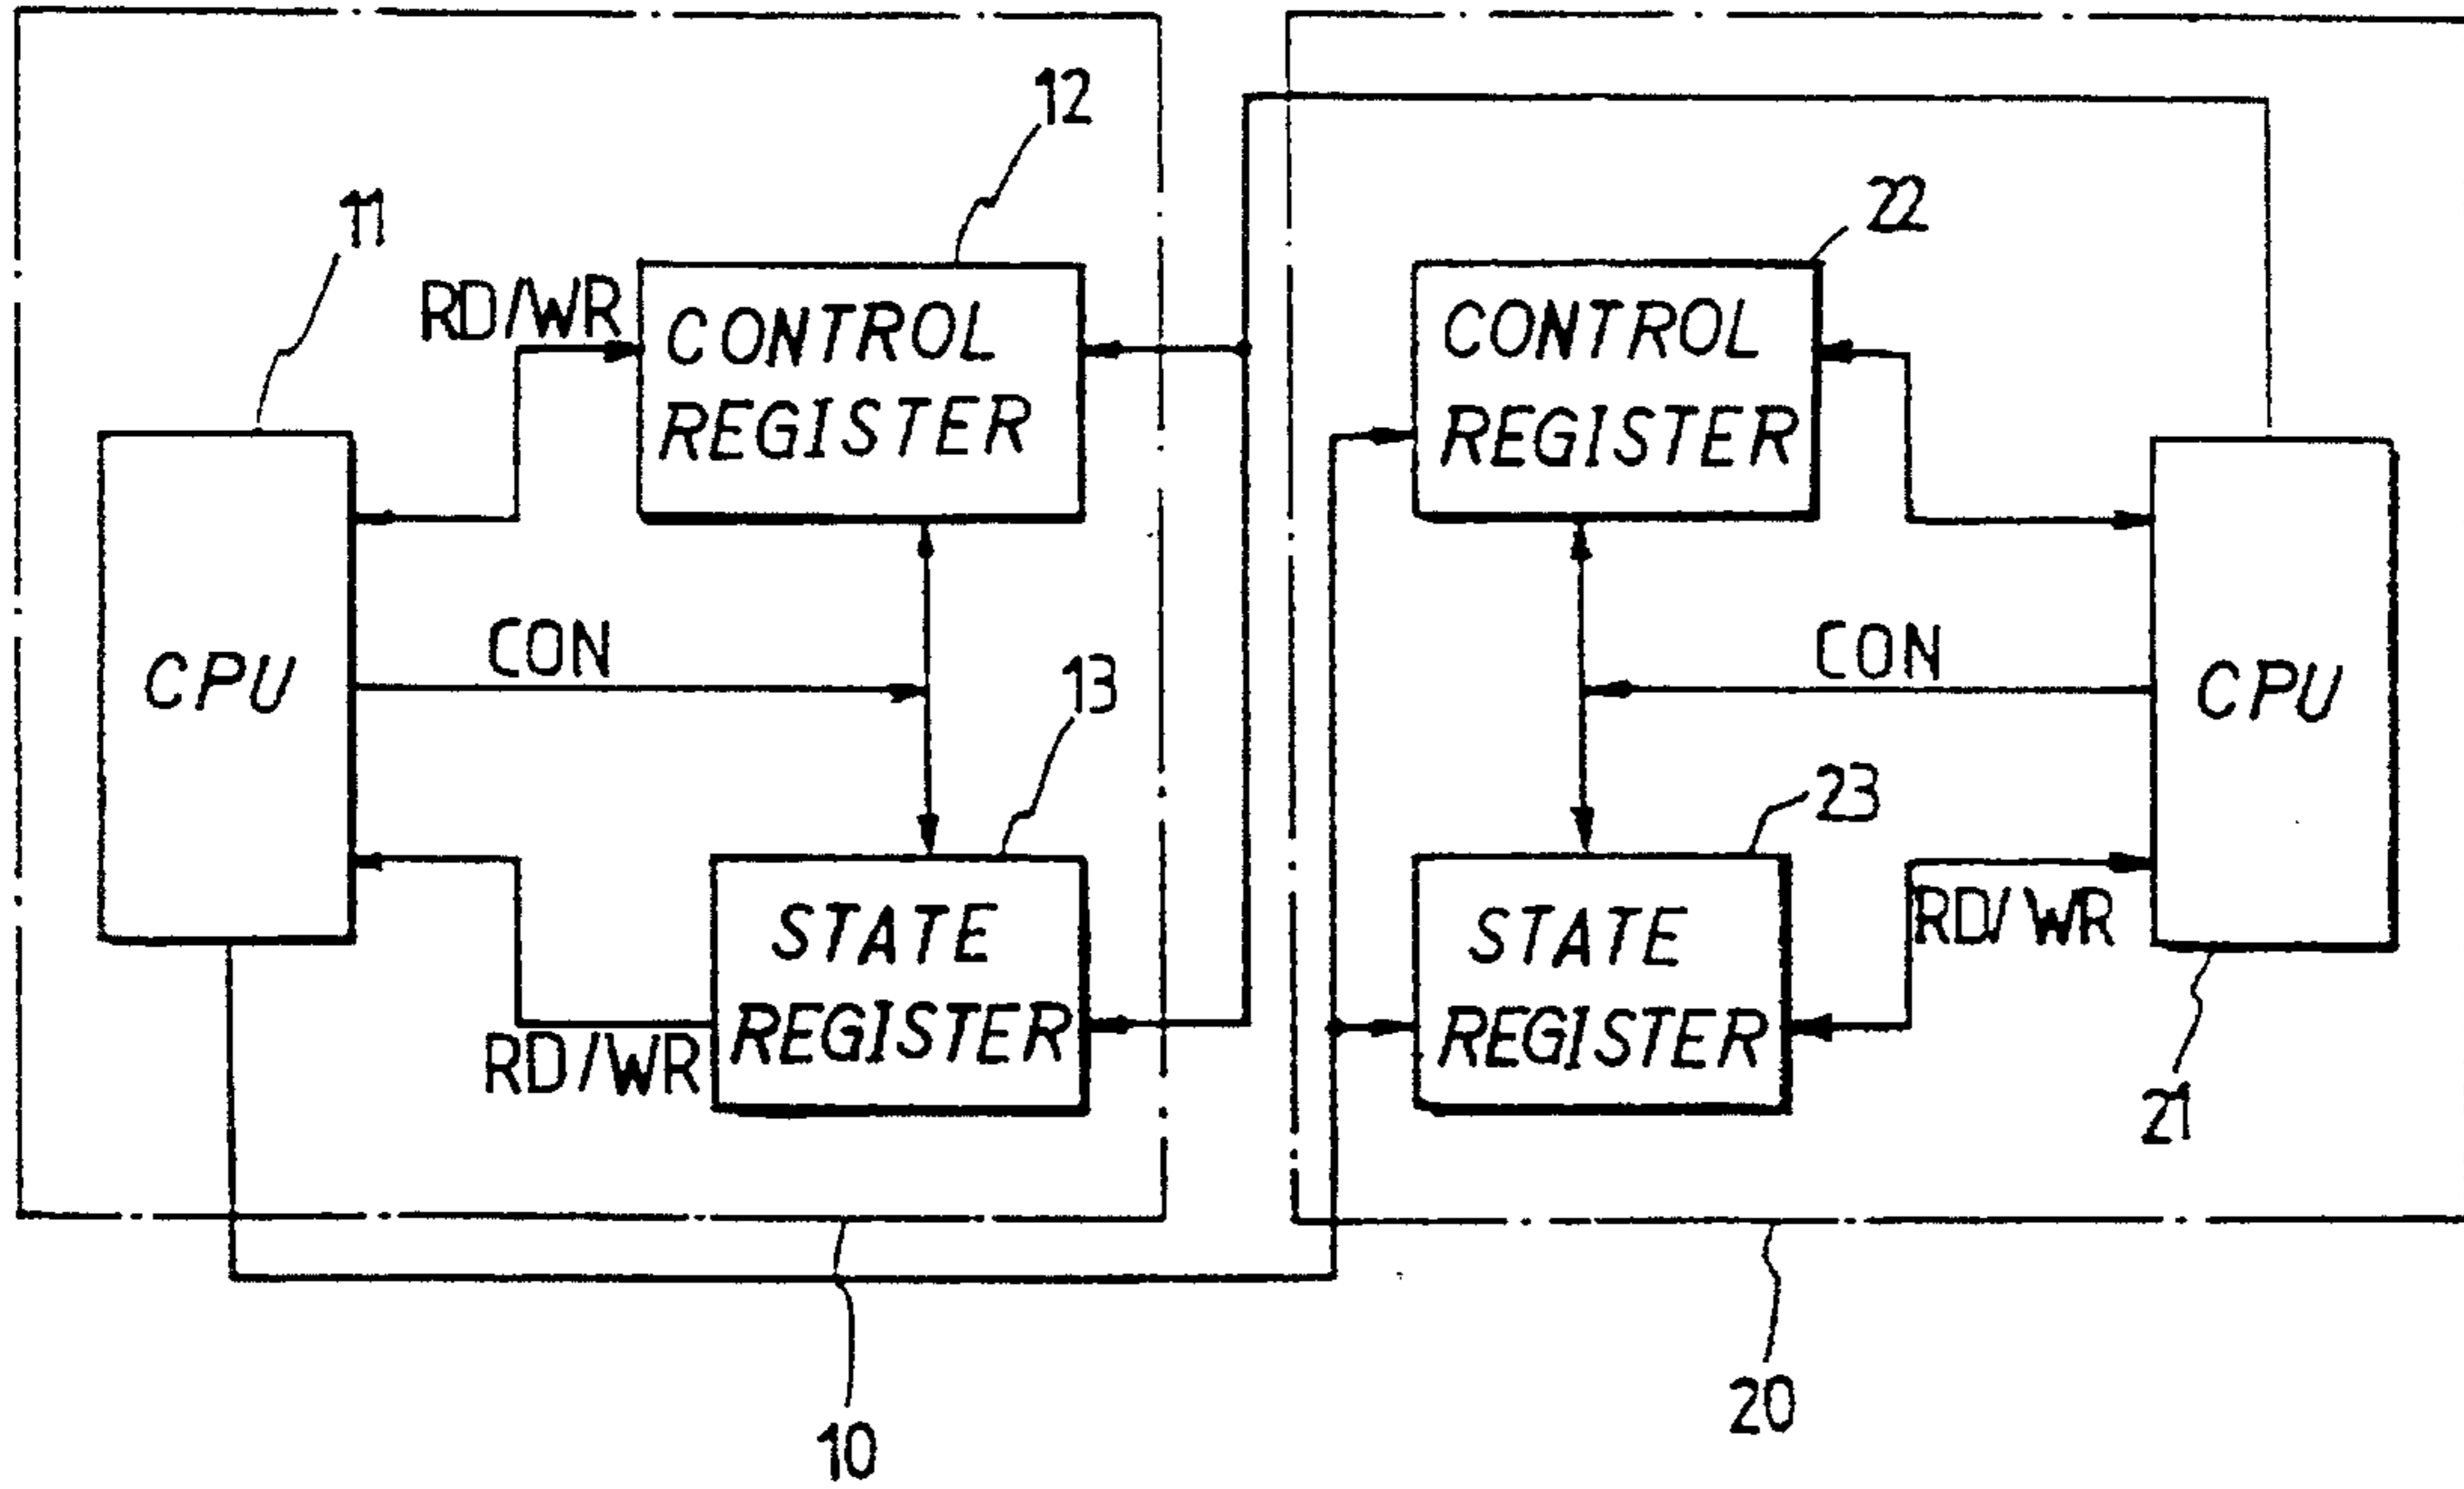 12
11
RD/WR
CONTROL
REGISTER
CPU
CON
13
STATE
REGISTER
RD/WR
10
22
CONTROL
REGISTER
CON
CPU
23
STATE
REGISTER
RD/WR
21
20